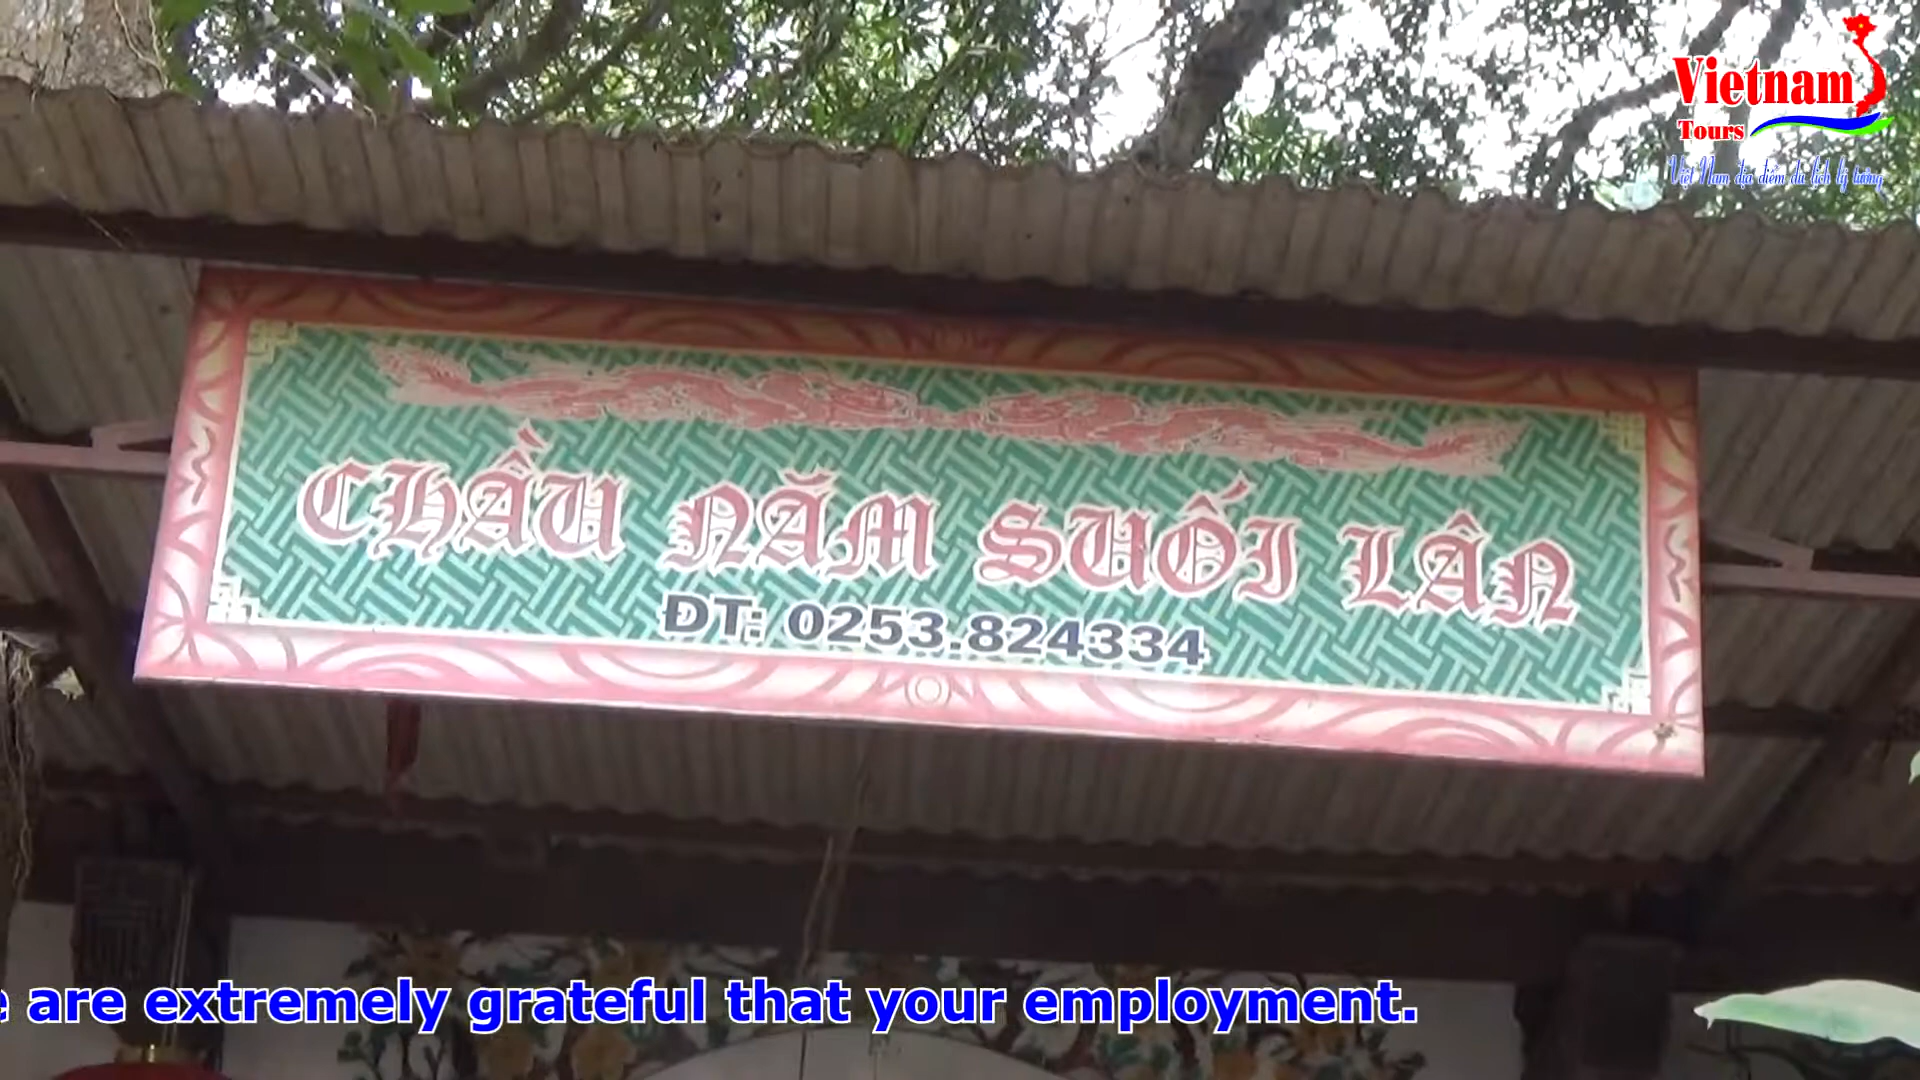 Vietnam
Tours
Việt Nam địa điểm du lịch lý tưởng
CHẦU NĂM SUỐI LÂN
ĐT: 0253.824334
are extremely grateful that your employment.